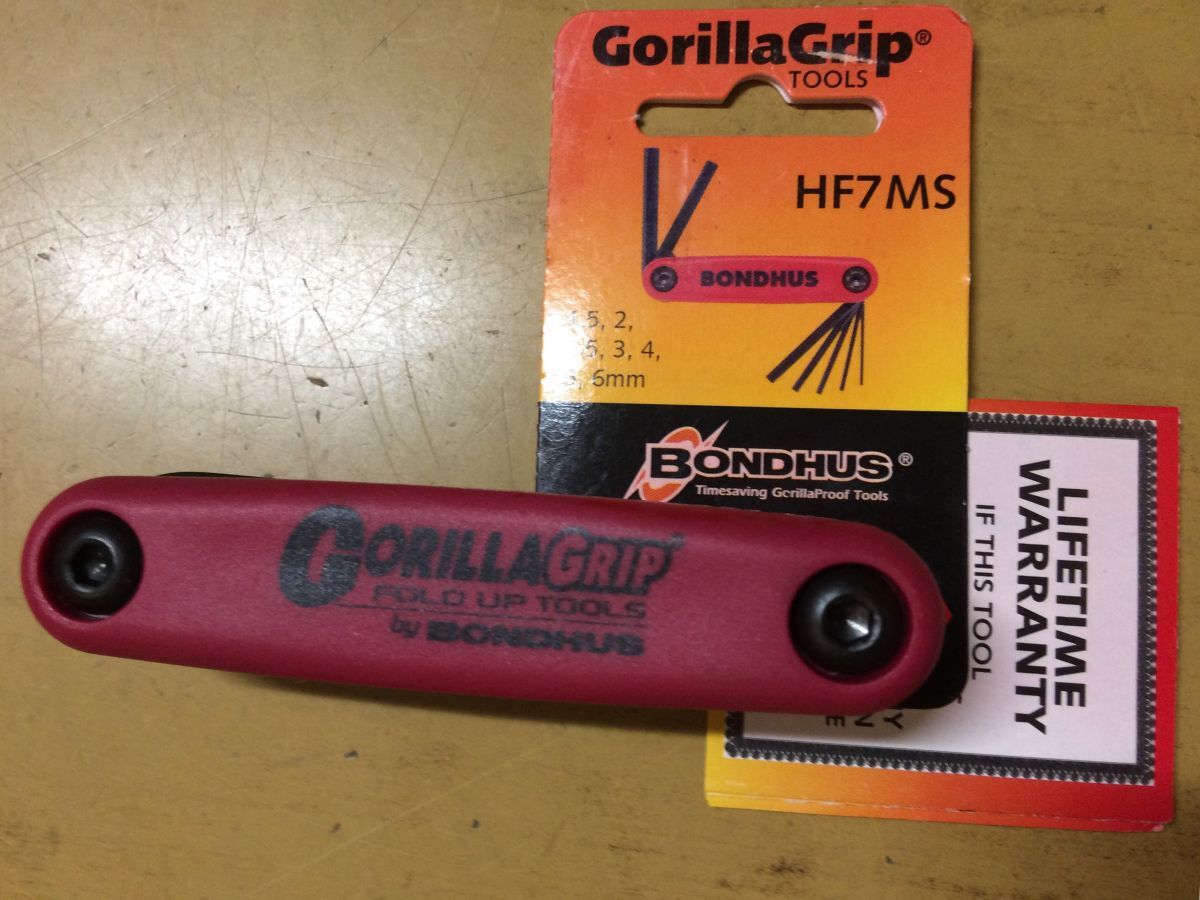 GorillaGrip®
TOOLS
HF7MS
BONDHUS
5, 2,
5, 3, 4,
6mm
BONDHUS®
Timesaving GorillaProof Tools
GORILLAGRIP
FOLD UP TOOLS
by BONDHUS
LIFETIME
WARRANTY
IF THIS TOOL